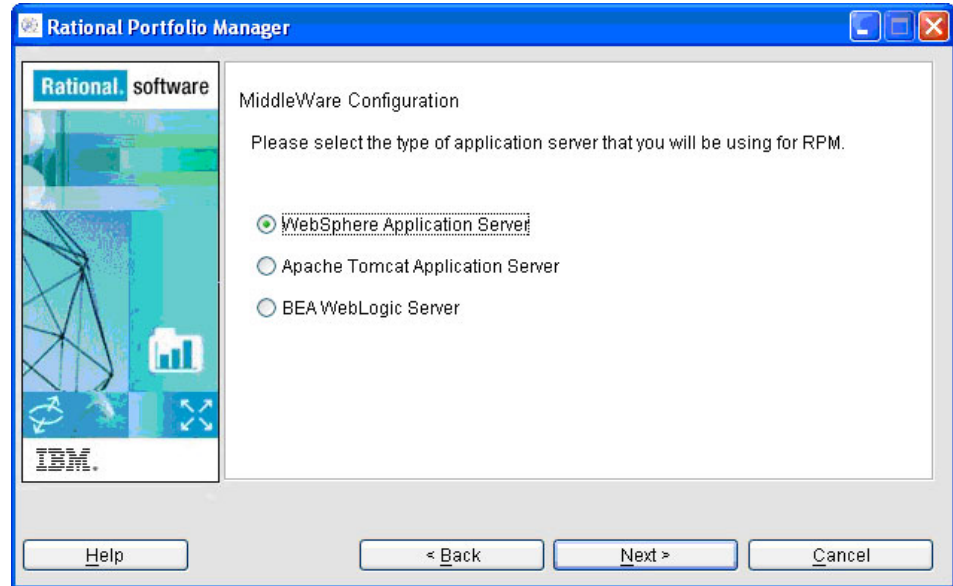 Rational Portfolio Manager
Rational. software
MiddleWare Configuration
Please select the type of application server that you will be using for RPM.
WebSphere Application Server
Apache Tomcat Application Server
BEA WebLogic Server
IBM.
Help
< Back
Next >
Cancel